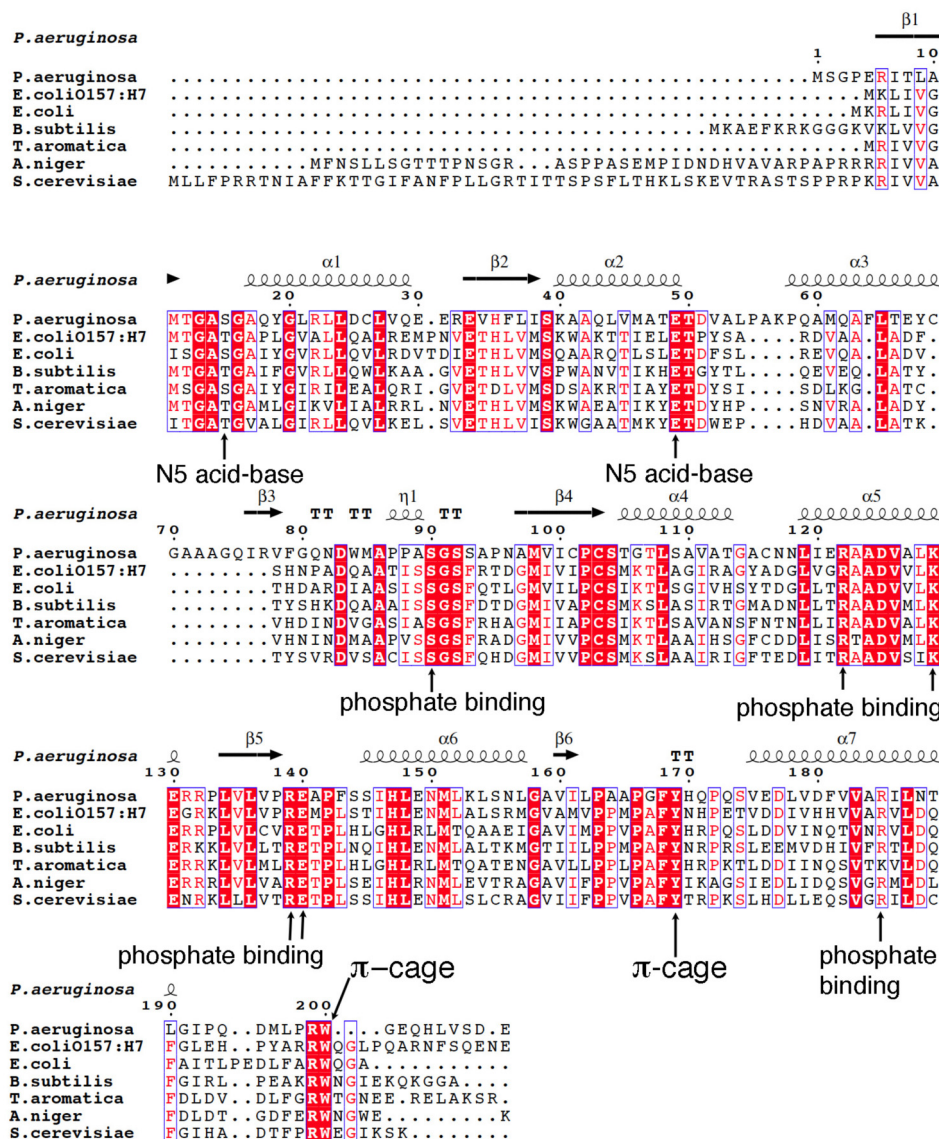 P.aeruginosa
β1
1 10
P.aeruginosa ..................................................MSGPERITLA
E.coliO157:H7 ......................................................MKLIVG
E.coli .....................................................MKRLIVG
B.subtilis ..........................................MKAEFKRKGGGKVKLVVG
T.aromatica ......................................................MRIVVG
A.niger ...........MFNSLLSGTTTPNSGR...ASPPASEMPIDNDHVAVARPAPRRRRIVVA
S.cerevisiae MLLFPRRTNIAFFKTTGIFANFPLLGRTITTSPSFLTHKLSKEVTRASTSPPRPKRIVVA
P.aeruginosa
α1 β2 α2 α3
20 30 40 50 60
P.aeruginosa MTGASGAQYGLRLLDCLVQE.EREVHFLISKAAQLVMATETDVALPAKPQAMQAFLTEYC
E.coliO157:H7 MTGATGAPLGVALLQALREMPNVETHLVMSKWAKTTIELETPYSA....RDVAA.LADF.
E.coli ISGASGAIYGVRLLQVLRDVTDIETHLVMSKAARQTLSLETDFSL....REVQA.LADV.
B.subtilis MTGATGAIFGVRLLQWLKAA.GVETHLVVSPWANVTIKHETGYTL....QEVEQ.LATY.
T.aromatica MSGASGAIYGIRILEALQRI.GVETDLVMSDSAKRTIAYETDYSI....SDLKG.LATC.
A.niger MTGATGAMLGIKVLIALRRL.NVETHLVMSKWAEATIKYETDYHP....SNVRA.LADY.
S.cerevisiae ITGATGVALGIRLLQVLKEL.SVETHLVISKWGAATMKYETDWEP....HDVAA.LATK.
N5 acid-base N5 acid-base
P.aeruginosa
β3 TT TT η1 TT β4 α4 α5
70 80 90 100 110 120
P.aeruginosa GAAAGQIRVFGQNDWMAPPASGSSAPNAMVICPCSTGTLSAVATGACNNLIERAADVALK
E.coliO157:H7 ........SHNPADQAATISSGSFRTDGMIVIPCSMKTLAGIRAGYADGLVGRAADVVLK
E.coli ........THDARDIAASISSGSFQTLGMVILPCSIKTLSGIVHSYTDGLLTRAADVVLK
B.subtilis ........TYSHKDQAAAISSGSFDTDGMIVAPCSMKSLASIRTGMADNLLTRAADVMLK
T.aromatica ........VHDINDVGASIASGSFRHAGMIIAPCSIKTLSAVANSFNTNLLIRAADVVLK
A.niger ........VHNINDMAAPVSSGSFRADGMIVVPCSMKTLAAIHSGFCDDLISRTADVMLK
S.cerevisiae ........TYSVRDVSACISSGSFQHDGMIVVPCSMKSLAAIRIGFTEDLITRAADVSIK
phosphate binding phosphate binding
P.aeruginosa
β5 α6 β6 TT α7
130 140 150 160 170 180
P.aeruginosa ERRPLVLVPREAPFSSIHLENMLKLSNLGAVILPAAPGFYHQPQSVEDLVDFVVARILNT
E.coliO157:H7 EGRKLVLVPREMPLSTIHLENMLALSRMGVAMVPPMPAFYNHPETVDDIVHHVVARVLDQ
E.coli ERRPLVLCVRETPLHLGHLRLMTQAAEIGAVIMPPVPAFYHRPQSLDDVINQTVNRVLDQ
B.subtilis ERKKLVLLTRETPLNQIHLENMLALTKMGTIILPPMPAFYNRPRSLEEMVDHIVFRTLDQ
T.aromatica ERRKLVLMLRETPLHLGHLRLMTQATENGAVLLPPLPAFYHRPKTLDDIINQSVTKVLDQ
A.niger ERRRLVLVARETPLSEIHLRNMLEVTRAGAVIFPPVPAFYIKAGSIEDLIDQSVGRMLDL
S.cerevisiae ENRKLLLVTRETPLSSIHLENMLSLCRAGVIIFPPVPAFYTRPKSLHDLLEQSVGRILDC
phosphate binding π-cage π-cage phosphate binding
P.aeruginosa
190 200
P.aeruginosa LGIPQ..DMLPRW...GEQHLVSD.E
E.coliO157:H7 FGLEH..PYARRWQGLPQARNFSQENE
E.coli FAITLPEDLFARWQGA..........
B.subtilis FGIRL..PEAKRWNGIEKQKGGA....
T.aromatica FDLDV..DLFGRWTGNEE.RELAKSR.
A.niger FDLDT..GDFERWNGWE.........K
S.cerevisiae FGIHA..DTFPRWEGIKSK........